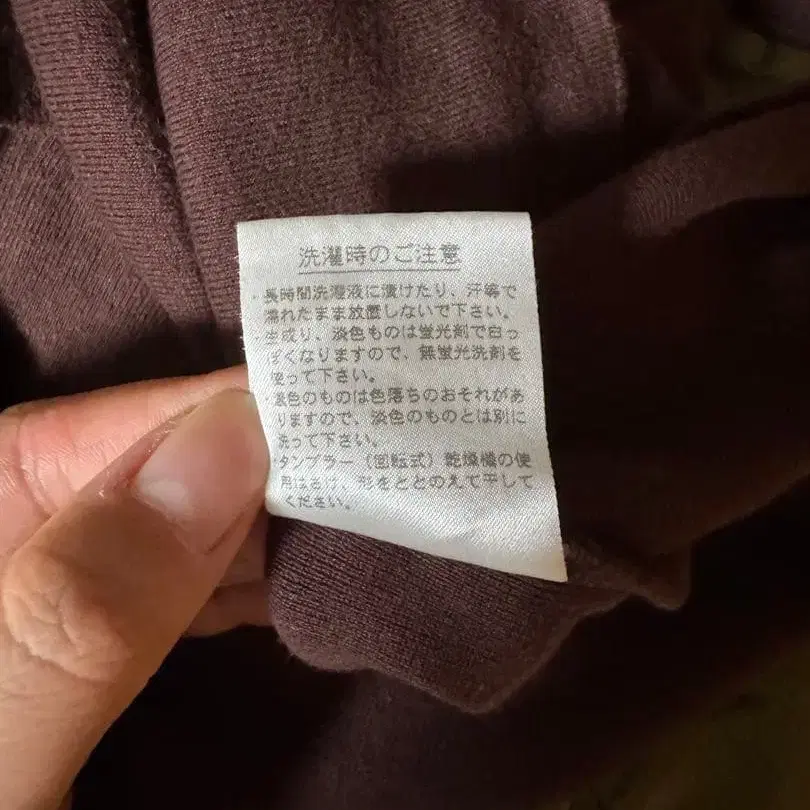 洗濯時のご注意
・長時間洗濯液に漬けたり、汗等で
濡れたまま放置しないで下さい。
・生成り、淡色ものは蛍光剤で白っ
ぽくなりますので、無蛍光洗剤を
使って下さい。
・濃色のものは色落ちのおそれがあ
りますので、淡色のものとは別に
洗って下さい。
・タンブラー（回転式）乾燥機の使
用はさけ、形をととのえて干して
ください。